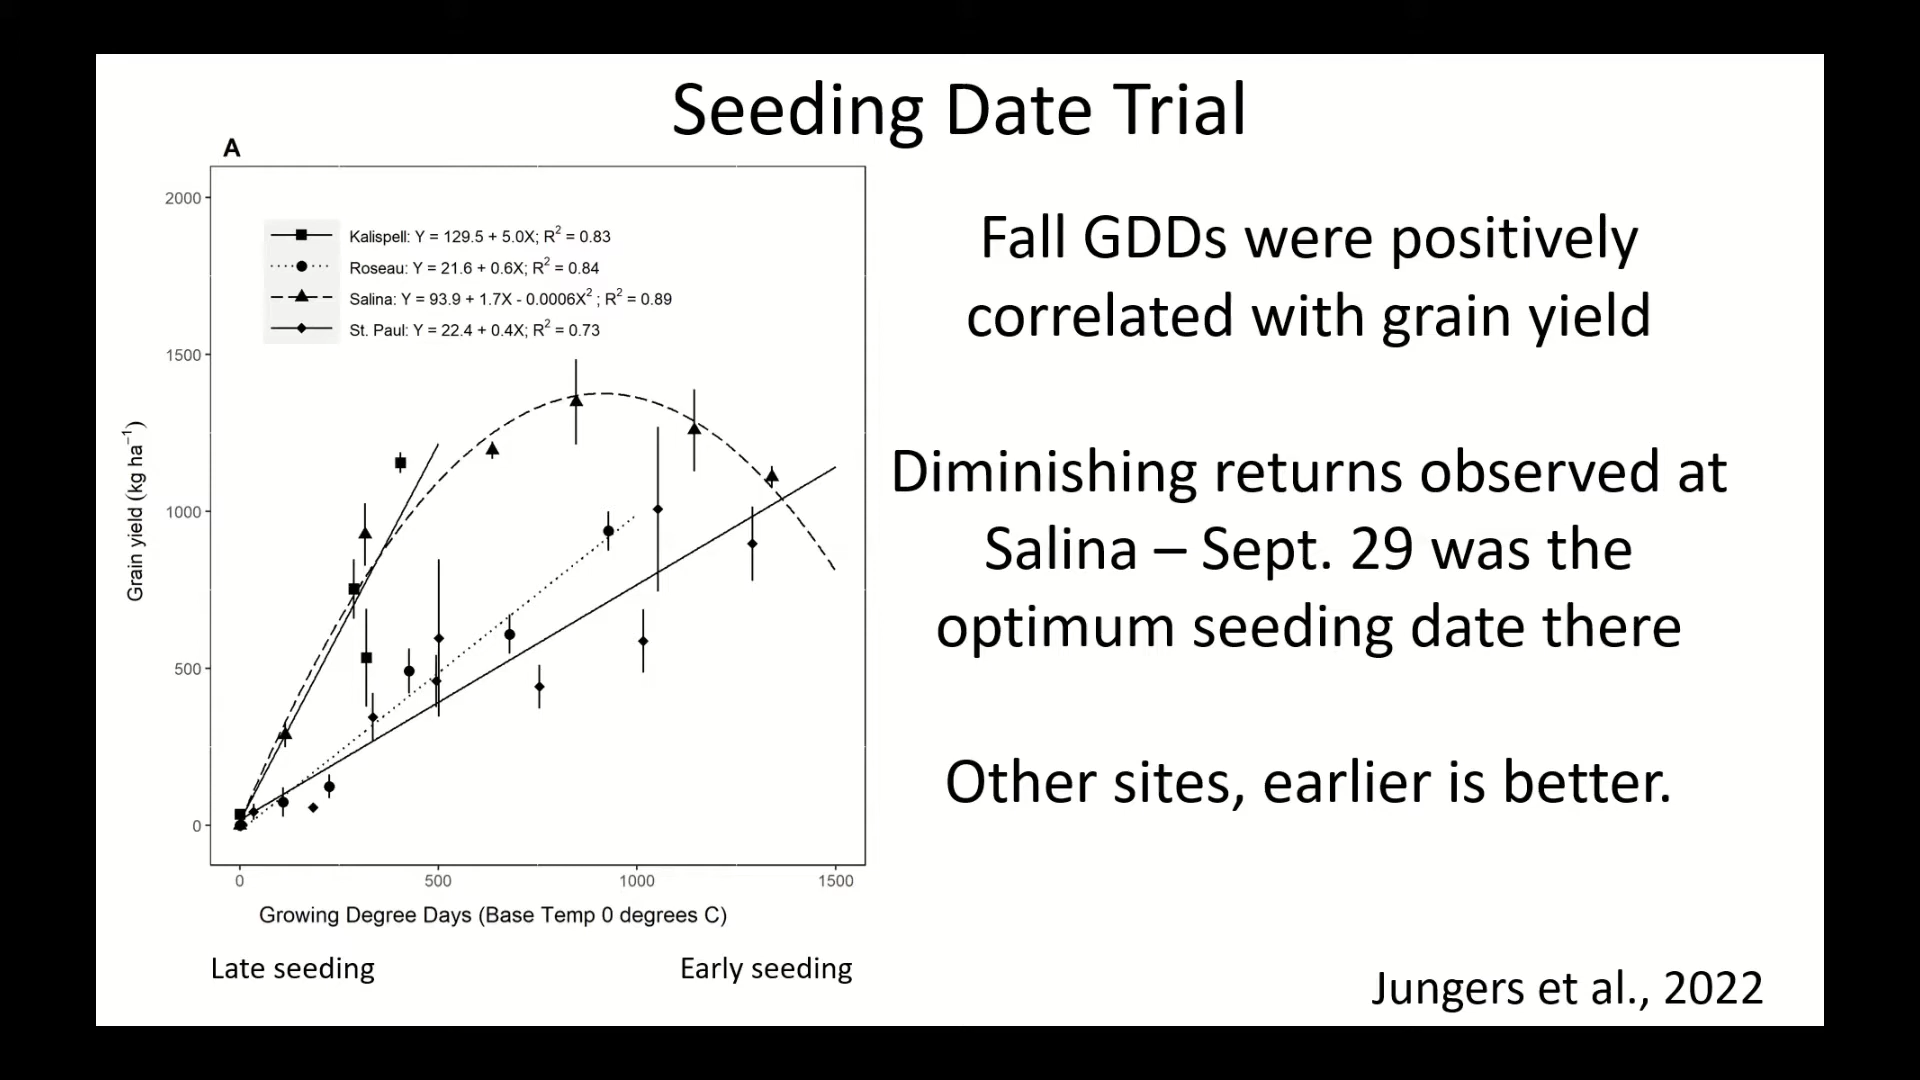 Seeding Date Trial
A
2000
1500
1000
500
0
Grain yield (kg ha⁻¹)
Kalispell: Y = 129.5 + 5.0X; R² = 0.83
Roseau: Y = 21.6 + 0.6X; R² = 0.84
Salina: Y = 93.9 + 1.7X - 0.0006X² ; R² = 0.89
St. Paul: Y = 22.4 + 0.4X; R² = 0.73
0 500 1000 1500
Growing Degree Days (Base Temp 0 degrees C)
Late seeding Early seeding
Fall GDDs were positively
correlated with grain yield
Diminishing returns observed at
Salina – Sept. 29 was the
optimum seeding date there
Other sites, earlier is better.
Jungers et al., 2022